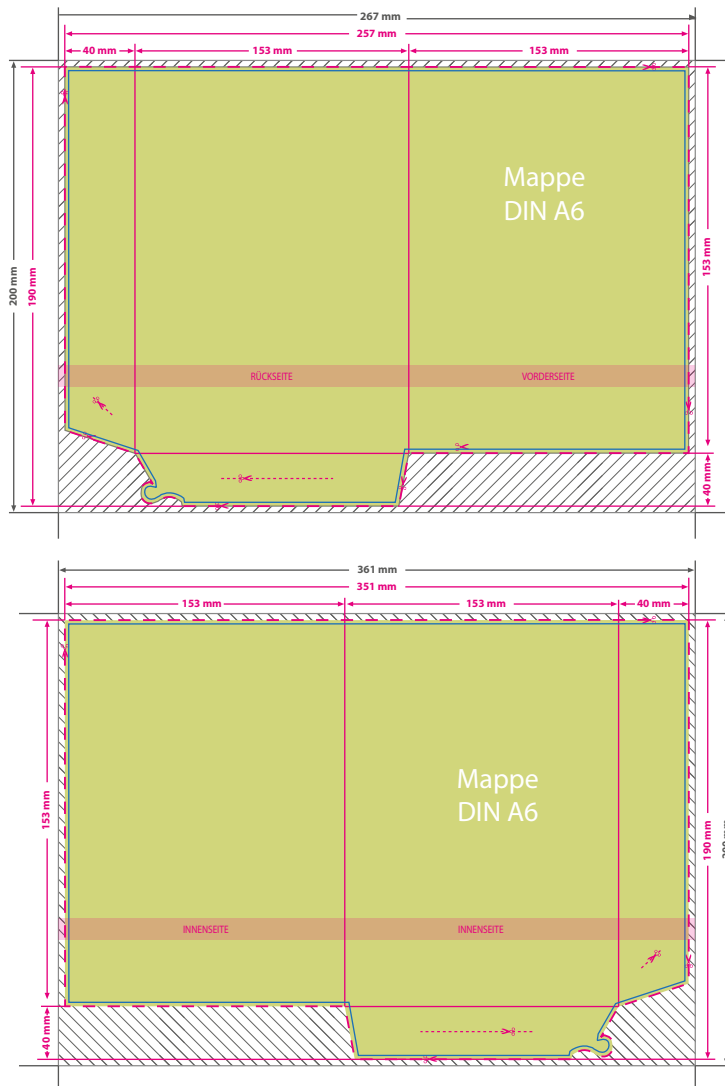 267 mm
257 mm
40 mm
153 mm
153 mm
200 mm
190 mm
153 mm
40 mm
Mappe
DIN A6
RÜCKSEITE
VORDERSEITE
361 mm
351 mm
153 mm
153 mm
40 mm
153 mm
40 mm
190 mm
Mappe
DIN A6
INNENSEITE
INNENSEITE